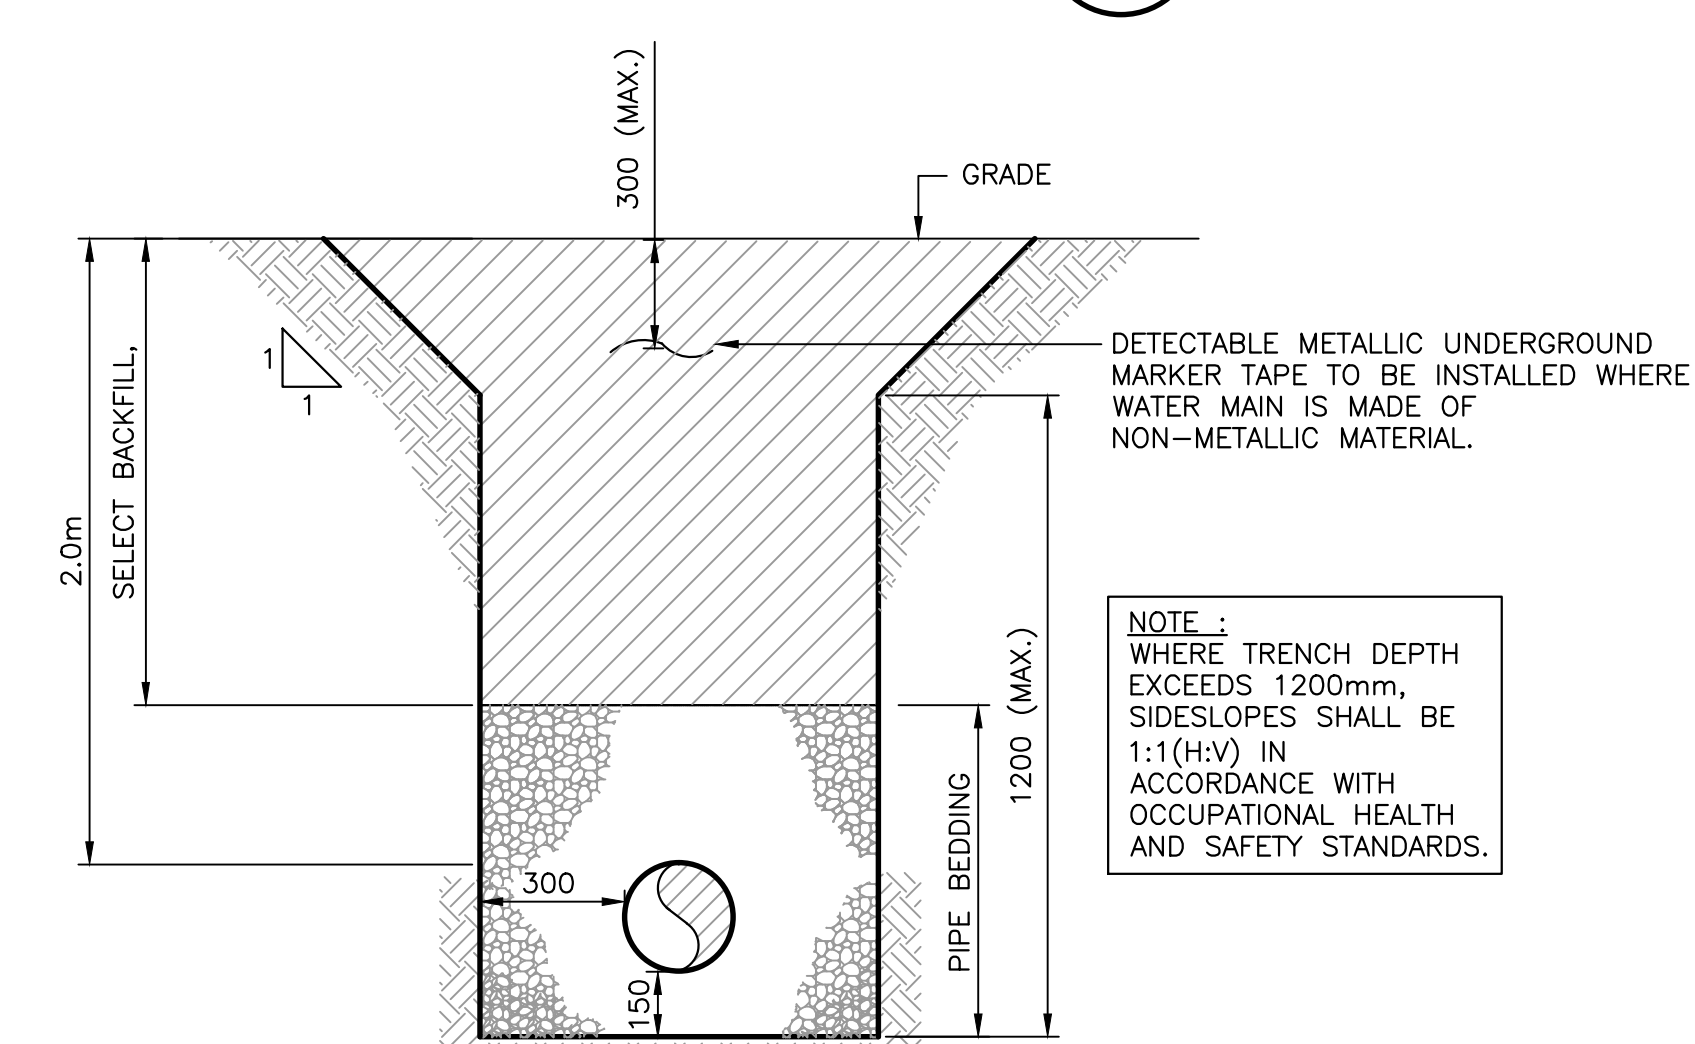 300 (MAX.)
GRADE
DETECTABLE METALLIC UNDERGROUND
MARKER TAPE TO BE INSTALLED WHERE
WATER MAIN IS MADE OF
NON-METALLIC MATERIAL.
1
1
SELECT BACKFILL,
2.0m
NOTE :
WHERE TRENCH DEPTH
EXCEEDS 1200mm,
SIDESLOPES SHALL BE
1:1(H:V) IN
ACCORDANCE WITH
OCCUPATIONAL HEALTH
AND SAFETY STANDARDS.
1200 (MAX.)
PIPE BEDDING
300
150